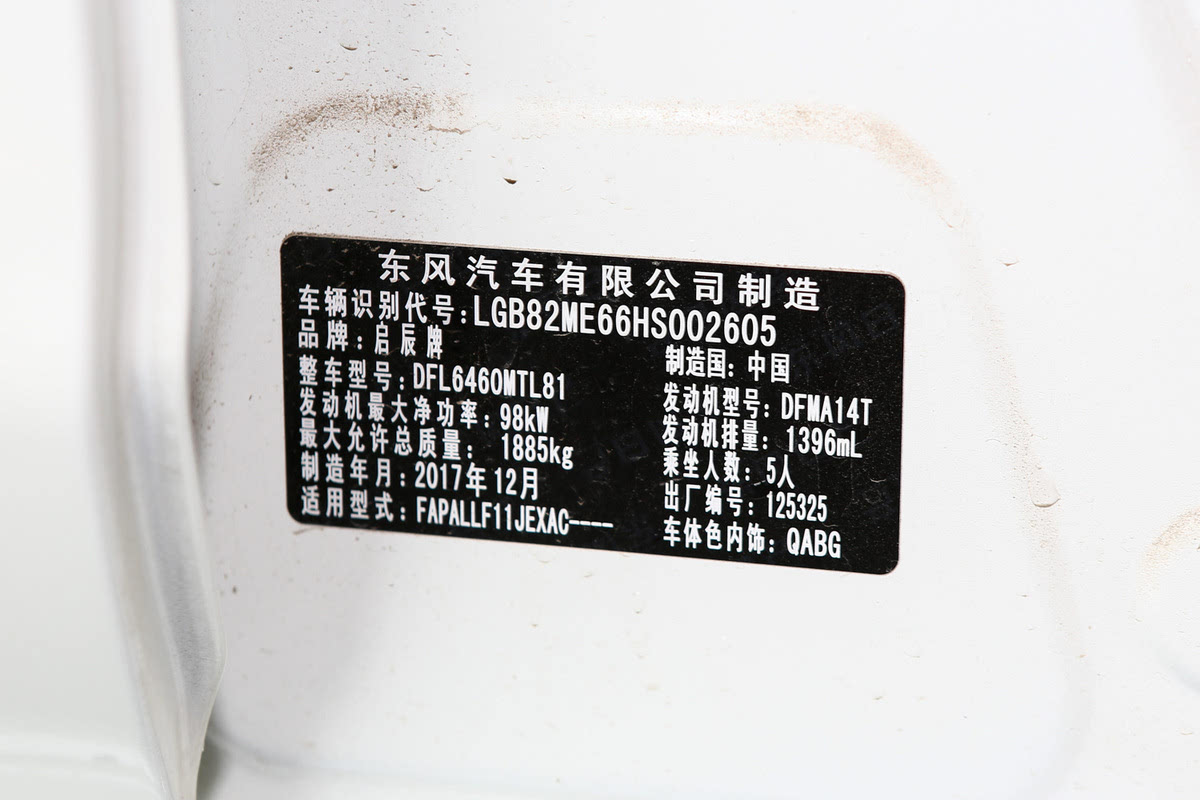 东风汽车有限公司制造
车辆识别代号:LGB82ME66HS002605
品牌:启辰牌
制造国:中国
整车型号:DFL6460MTL81
发动机型号:DFMA14T
发动机最大净功率:98kW
发动机排量:1396mL
最大允许总质量:1885kg
乘坐人数:5人
制造年月:2017年12月
出厂编号:125325
适用型式:FAPALLF11JEXAC----
车体色内饰:QABG